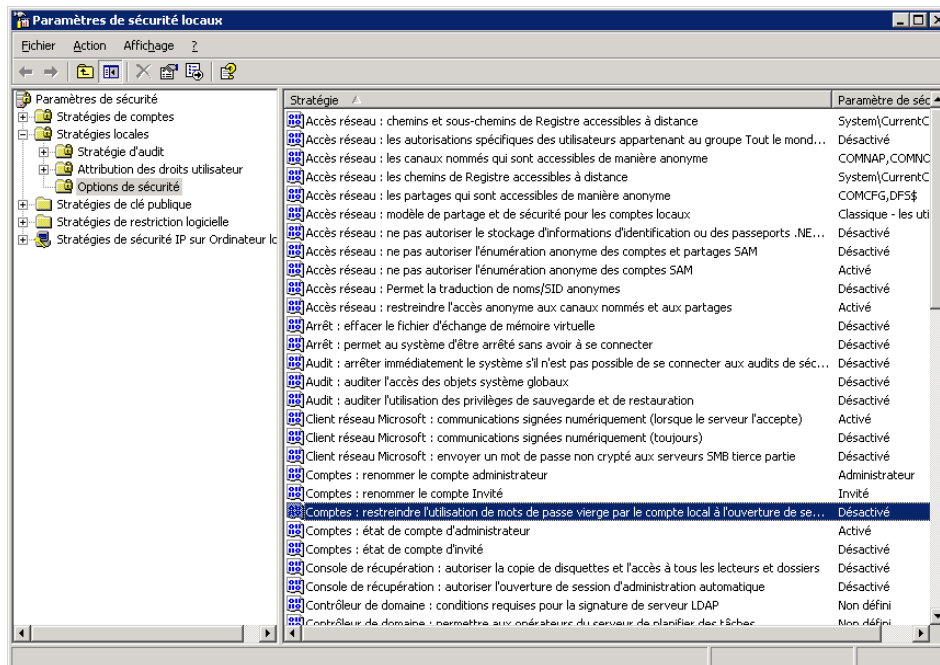 Paramètres de sécurité locaux
Fichier Action Affichage ?
Paramètres de sécurité
Stratégies de comptes
Stratégies locales
Stratégie d'audit
Attribution des droits utilisateur
Options de sécurité
Stratégies de clé publique
Stratégies de restriction logicielle
Stratégies de sécurité IP sur Ordinateur lc
Stratégie Paramètre de séc
Accès réseau : chemins et sous-chemins de Registre accessibles à distance System\CurrentC
Accès réseau : les autorisations spécifiques des utilisateurs appartenant au groupe Tout le mond... Désactivé
Accès réseau : les canaux nommés qui sont accessibles de manière anonyme COMNAP,COMNO
Accès réseau : les chemins de Registre accessibles à distance System\CurrentC
Accès réseau : les partages qui sont accessibles de manière anonyme COMCFG,DFS$
Accès réseau : modèle de partage et de sécurité pour les comptes locaux Classique - les uti
Accès réseau : ne pas autoriser le stockage d'informations d'identification ou des passeports .NE... Désactivé
Accès réseau : ne pas autoriser l'énumération anonyme des comptes et partages SAM Désactivé
Accès réseau : ne pas autoriser l'énumération anonyme des comptes SAM Activé
Accès réseau : Permet la traduction de noms/SID anonymes Désactivé
Accès réseau : restreindre l'accès anonyme aux canaux nommés et aux partages Activé
Arrêt : effacer le fichier d'échange de mémoire virtuelle Désactivé
Arrêt : permet au système d'être arrêté sans avoir à se connecter Désactivé
Audit : arrêter immédiatement le système s'il n'est pas possible de se connecter aux audits de séc... Désactivé
Audit : auditer l'accès des objets système globaux Désactivé
Audit : auditer l'utilisation des privilèges de sauvegarde et de restauration Désactivé
Client réseau Microsoft : communications signées numériquement (lorsque le serveur l'accepte) Activé
Client réseau Microsoft : communications signées numériquement (toujours) Désactivé
Client réseau Microsoft : envoyer un mot de passe non crypté aux serveurs SMB tierce partie Désactivé
Comptes : renommer le compte administrateur Administrateur
Comptes : renommer le compte Invité Invité
Comptes : restreindre l'utilisation de mots de passe vierge par le compte local à l'ouverture de se... Désactivé
Comptes : état de compte d'administrateur Activé
Comptes : état de compte d'invité Désactivé
Console de récupération : autoriser la copie de disquettes et l'accès à tous les lecteurs et dossiers Désactivé
Console de récupération : autoriser l'ouverture de session d'administration automatique Désactivé
Contrôleur de domaine : conditions requises pour la signature de serveur LDAP Non défini
Contrôleur de domaine : permettre aux opérateurs du serveur de planifier des tâches Non défini